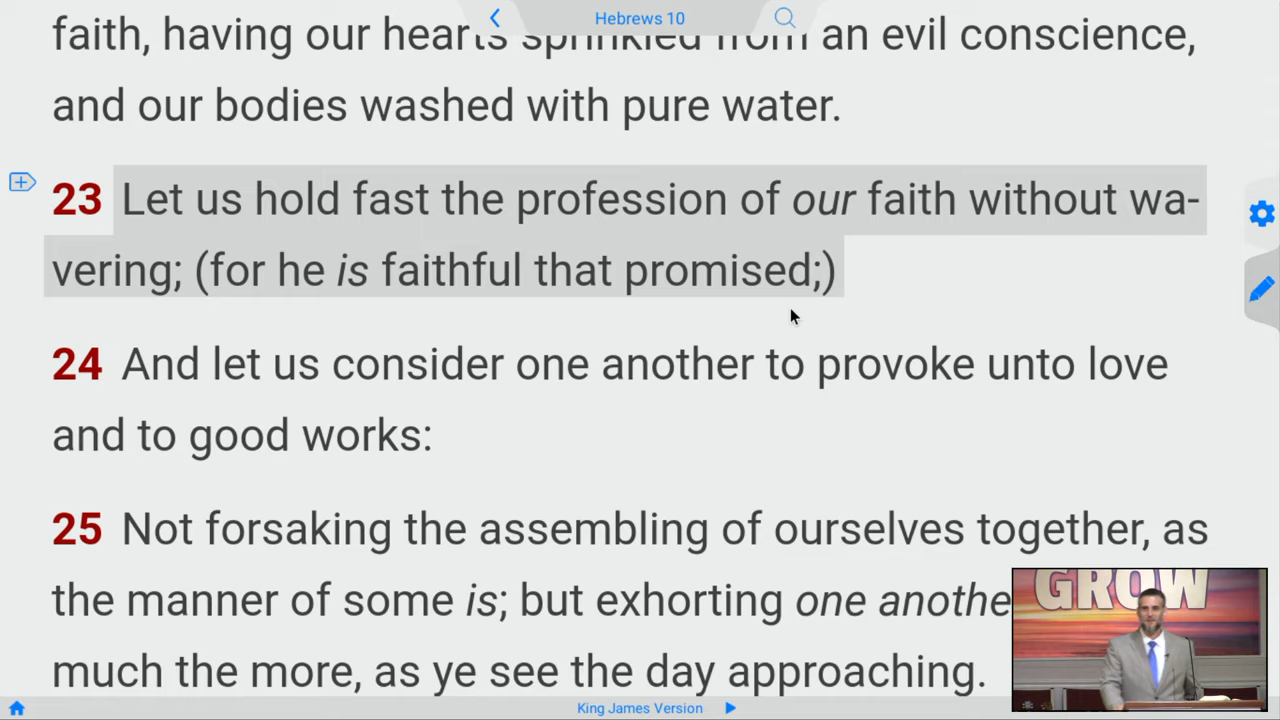 Hebrews 10
faith, having our hearts sprinkled from an evil conscience,
and our bodies washed with pure water.
23 Let us hold fast the profession of our faith without wa-
vering; (for he is faithful that promised;)
24 And let us consider one another to provoke unto love
and to good works:
25 Not forsaking the assembling of ourselves together, as
the manner of some is; but exhorting one anothe
much the more, as ye see the day approaching.
GROW
King James Version